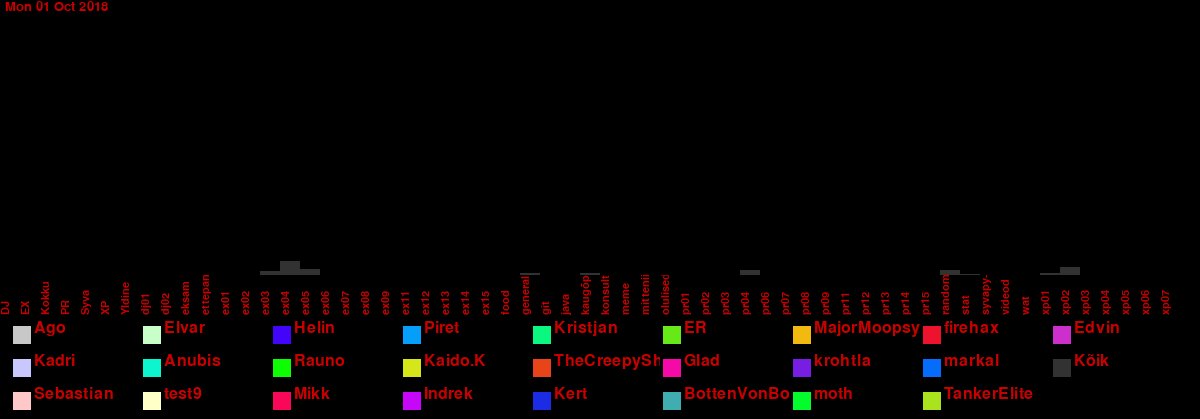 Mon 01 Oct 2018
DJ
EX
Kokku
PR
Syva
XP
Yldine
dj01
dj02
eksam
ettepan
ex01
ex02
ex03
ex04
ex05
ex06
ex07
ex08
ex09
ex11
ex12
ex13
ex14
ex15
food
general
git
java
kaugõp
konsult
meme
mittenii
olulised
pr01
pr02
pr03
pr04
pr06
pr07
pr08
pr09
pr11
pr12
pr13
pr14
pr15
random
stat
syvapy-
videod
wat
xp01
xp02
xp03
xp04
xp05
xp06
xp07
Ago Elvar Helin Piret Kristjan ER MajorMoopsy firehax Edvin
Kadri Anubis Rauno Kaido.K TheCreepySh Glad krohtla markal Kõik
Sebastian test9 Mikk Indrek Kert BottenVonBo moth TankerElite